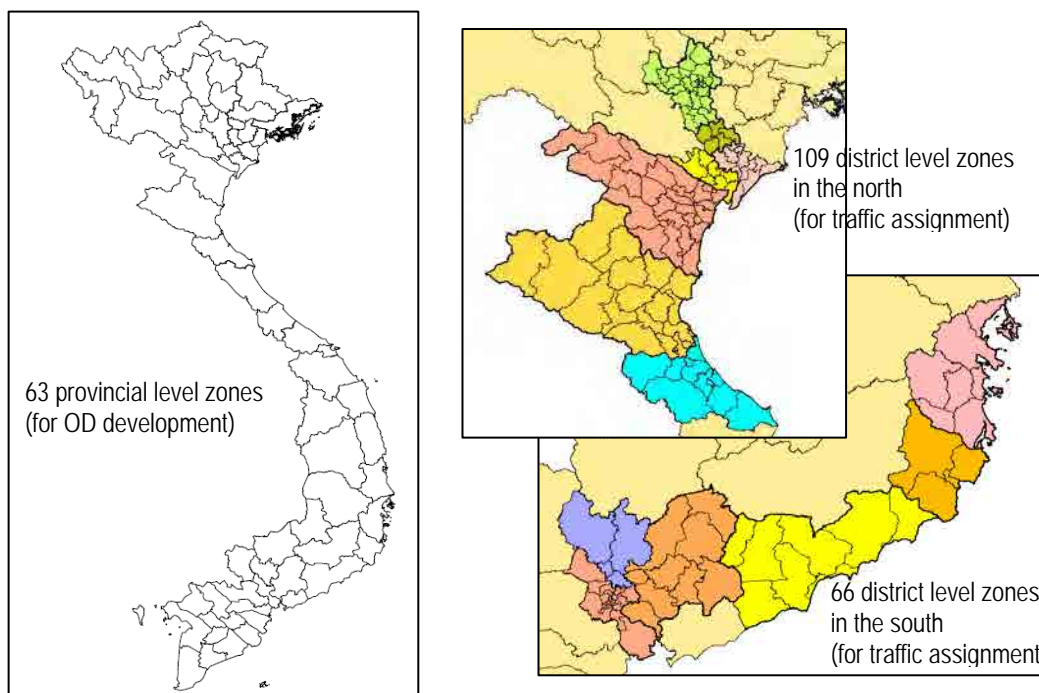 63 provincial level zones
(for OD development)
109 district level zones
in the north
(for traffic assignment)
66 district level zones
in the south
(for traffic assignment